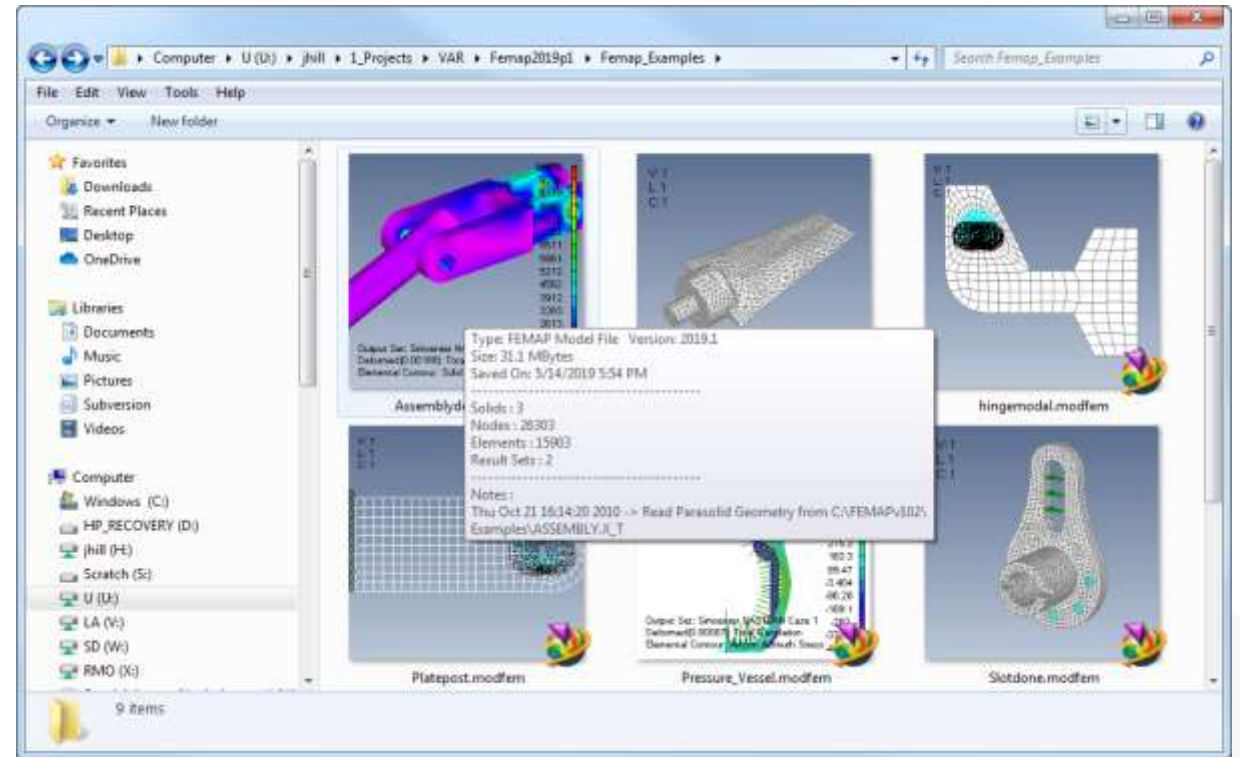 Computer ▸ U (U:) ▸ jhill ▸ 1_Projects ▸ VAR ▸ Femap2019p1 ▸ Femap_Examples ▸
Search Femap_Examples
File Edit View Tools Help
Organize New folder
Favorites
Downloads
Recent Places
Desktop
OneDrive
Libraries
Documents
Music
Pictures
Subversion
Videos
Computer
Windows (C:)
HP_RECOVERY (D:)
jhill (H:)
Scratch (S:)
U (U:)
LA (V:)
SD (W:)
RMO (X:)
V:1
L:1
C:1
Type: FEMAP Model File Version: 2019.1
Size: 31.1 MBytes
Saved On: 5/14/2019 5:54 PM
Solids : 3
Nodes : 28303
Elements : 15903
Result Sets : 2
Notes :
Thu Oct 21 16:14:20 2010 -> Read Parasolid Geometry from C:\FEMAPv102\
Examples\ASSEMBLY.X_T
hingemodal.modfem
Platepost.modfem
Pressure_Vessel.modfem
Slotdone.modfem
9 items